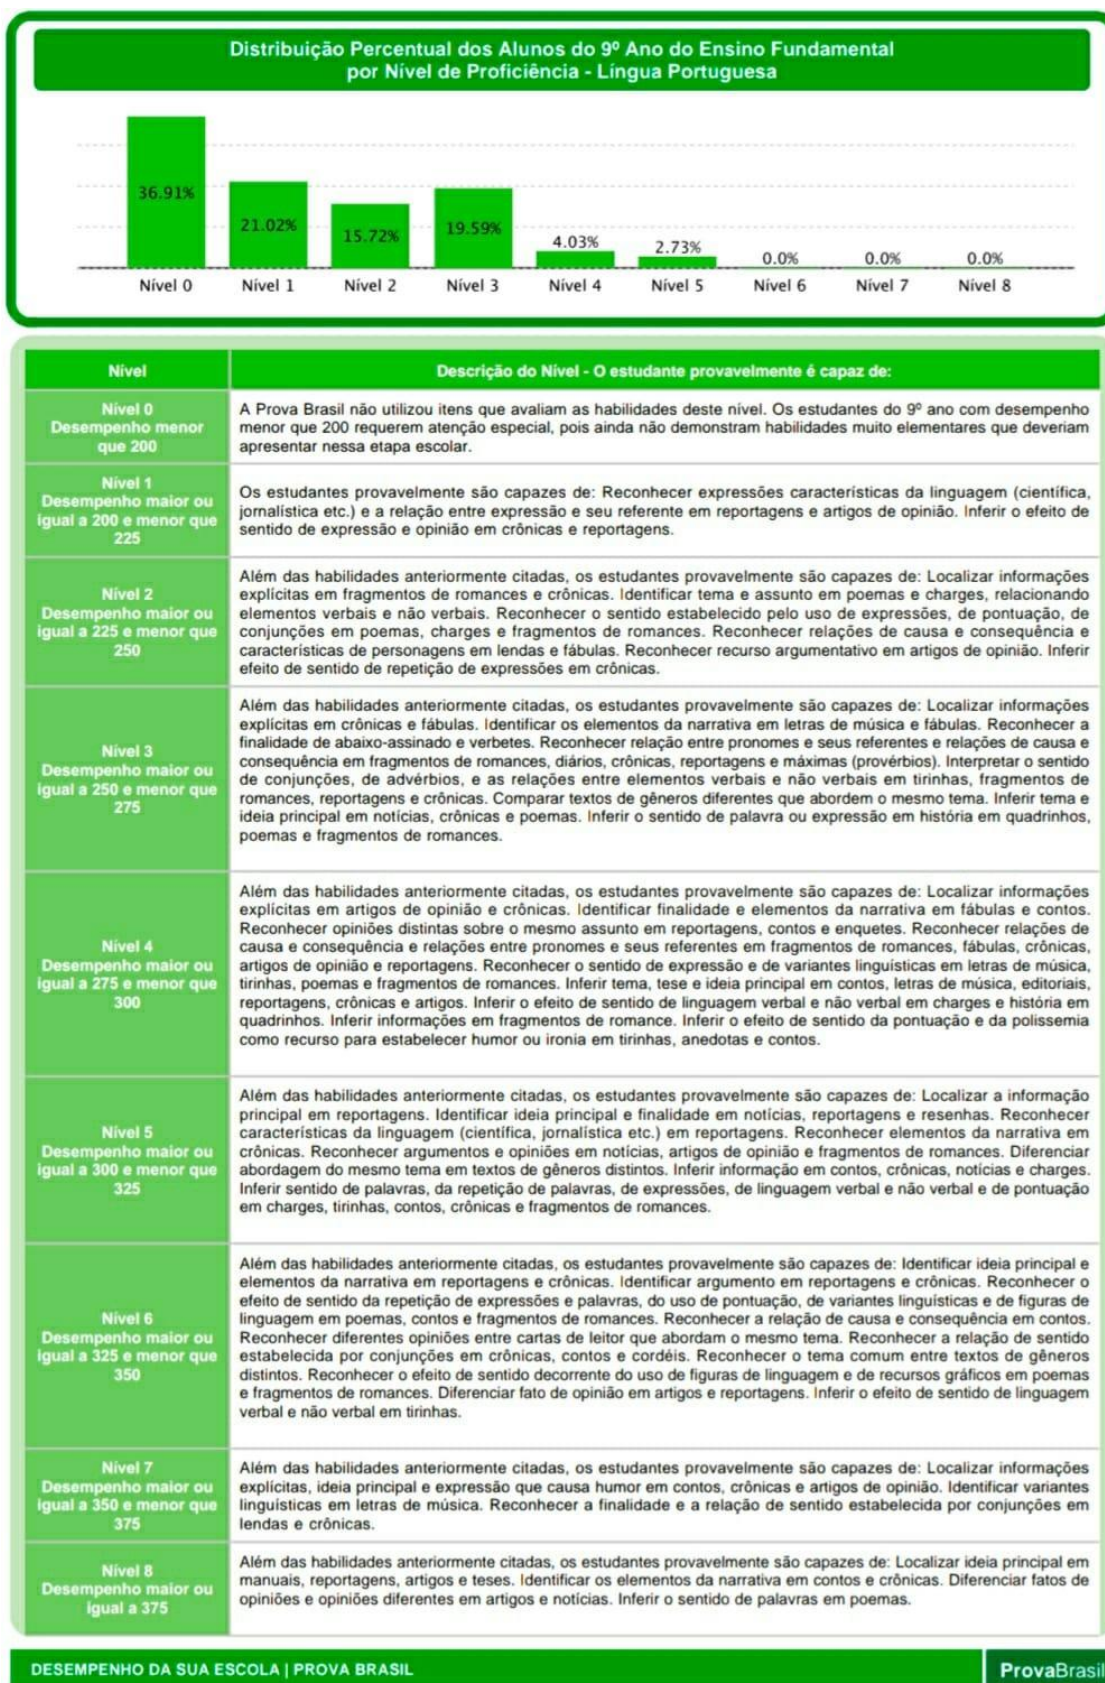 Distribuição Percentual dos Alunos do 9º Ano do Ensino Fundamental
por Nível de Proficiência - Língua Portuguesa
36.91%
21.02%
15.72%
19.59%
4.03%
2.73%
0.0%
0.0%
0.0%
Nível 0
Nível 1
Nível 2
Nível 3
Nível 4
Nível 5
Nível 6
Nível 7
Nível 8
Nível
Descrição do Nível - O estudante provavelmente é capaz de:
Nível 0
Desempenho menor
que 200
A Prova Brasil não utilizou itens que avaliam as habilidades deste nível. Os estudantes do 9º ano com desempenho
menor que 200 requerem atenção especial, pois ainda não demonstram habilidades muito elementares que deveriam
apresentar nessa etapa escolar.
Nível 1
Desempenho maior ou
igual a 200 e menor que
225
Os estudantes provavelmente são capazes de: Reconhecer expressões características da linguagem (científica,
jornalística etc.) e a relação entre expressão e seu referente em reportagens e artigos de opinião. Inferir o efeito de
sentido de expressão e opinião em crônicas e reportagens.
Nível 2
Desempenho maior ou
igual a 225 e menor que
250
Além das habilidades anteriormente citadas, os estudantes provavelmente são capazes de: Localizar informações
explícitas em fragmentos de romances e crônicas. Identificar tema e assunto em poemas e charges, relacionando
elementos verbais e não verbais. Reconhecer o sentido estabelecido pelo uso de expressões, de pontuação, de
conjunções em poemas, charges e fragmentos de romances. Reconhecer relações de causa e consequência e
características de personagens em lendas e fábulas. Reconhecer recurso argumentativo em artigos de opinião. Inferir
efeito de sentido de repetição de expressões em crônicas.
Nível 3
Desempenho maior ou
igual a 250 e menor que
275
Além das habilidades anteriormente citadas, os estudantes provavelmente são capazes de: Localizar informações
explícitas em crônicas e fábulas. Identificar os elementos da narrativa em letras de música e fábulas. Reconhecer a
finalidade de abaixo-assinado e verbetes. Reconhecer relação entre pronomes e seus referentes e relações de causa e
consequência em fragmentos de romances, diários, crônicas, reportagens e máximas (provérbios). Interpretar o sentido
de conjunções, de advérbios, e as relações entre elementos verbais e não verbais em tirinhas, fragmentos de
romances, reportagens e crônicas. Comparar textos de gêneros diferentes que abordem o mesmo tema. Inferir tema e
ideia principal em notícias, crônicas e poemas. Inferir o sentido de palavra ou expressão em história em quadrinhos,
poemas e fragmentos de romances.
Nível 4
Desempenho maior ou
igual a 275 e menor que
300
Além das habilidades anteriormente citadas, os estudantes provavelmente são capazes de: Localizar informações
explícitas em artigos de opinião e crônicas. Identificar finalidade e elementos da narrativa em fábulas e contos.
Reconhecer opiniões distintas sobre o mesmo assunto em reportagens, contos e enquetes. Reconhecer relações de
causa e consequência e relações entre pronomes e seus referentes em fragmentos de romances, fábulas, crônicas,
artigos de opinião e reportagens. Reconhecer o sentido de expressão e de variantes linguísticas em letras de música,
tirinhas, poemas e fragmentos de romances. Inferir tema, tese e ideia principal em contos, letras de música, editoriais,
reportagens, crônicas e artigos. Inferir o efeito de sentido de linguagem verbal e não verbal em charges e história em
quadrinhos. Inferir informações em fragmentos de romance. Inferir o efeito de sentido da pontuação e da polissemia
como recurso para estabelecer humor ou ironia em tirinhas, anedotas e contos.
Nível 5
Desempenho maior ou
igual a 300 e menor que
325
Além das habilidades anteriormente citadas, os estudantes provavelmente são capazes de: Localizar a informação
principal em reportagens. Identificar ideia principal e finalidade em notícias, reportagens e resenhas. Reconhecer
características da linguagem (científica, jornalística etc.) em reportagens. Reconhecer elementos da narrativa em
crônicas. Reconhecer argumentos e opiniões em notícias, artigos de opinião e fragmentos de romances. Diferenciar
abordagem do mesmo tema em textos de gêneros distintos. Inferir informação em contos, crônicas, notícias e charges.
Inferir sentido de palavras, da repetição de palavras, de expressões, de linguagem verbal e não verbal e de pontuação
em charges, tirinhas, contos, crônicas e fragmentos de romances.
Nível 6
Desempenho maior ou
igual a 325 e menor que
350
Além das habilidades anteriormente citadas, os estudantes provavelmente são capazes de: Identificar ideia principal e
elementos da narrativa em reportagens e crônicas. Identificar argumento em reportagens e crônicas. Reconhecer o
efeito de sentido da repetição de expressões e palavras, do uso de pontuação, de variantes linguísticas e de figuras de
linguagem em poemas, contos e fragmentos de romances. Reconhecer a relação de causa e consequência em contos.
Reconhecer diferentes opiniões entre cartas de leitor que abordam o mesmo tema. Reconhecer a relação de sentido
estabelecida por conjunções em crônicas, contos e cordéis. Reconhecer o tema comum entre textos de gêneros
distintos. Reconhecer o efeito de sentido decorrente do uso de figuras de linguagem e de recursos gráficos em poemas
e fragmentos de romances. Diferenciar fato de opinião em artigos e reportagens. Inferir o efeito de sentido de linguagem
verbal e não verbal em tirinhas.
Nível 7
Desempenho maior ou
igual a 350 e menor que
375
Além das habilidades anteriormente citadas, os estudantes provavelmente são capazes de: Localizar informações
explícitas, ideia principal e expressão que causa humor em contos, crônicas e artigos de opinião. Identificar variantes
linguísticas em letras de música. Reconhecer a finalidade e a relação de sentido estabelecida por conjunções em
lendas e crônicas.
Nível 8
Desempenho maior ou
igual a 375
Além das habilidades anteriormente citadas, os estudantes provavelmente são capazes de: Localizar ideia principal em
manuais, reportagens, artigos e teses. Identificar os elementos da narrativa em contos e crônicas. Diferenciar fatos de
opiniões e opiniões diferentes em artigos e notícias. Inferir o sentido de palavras em poemas.
DESEMPENHO DA SUA ESCOLA | PROVA BRASIL
ProvaBrasil